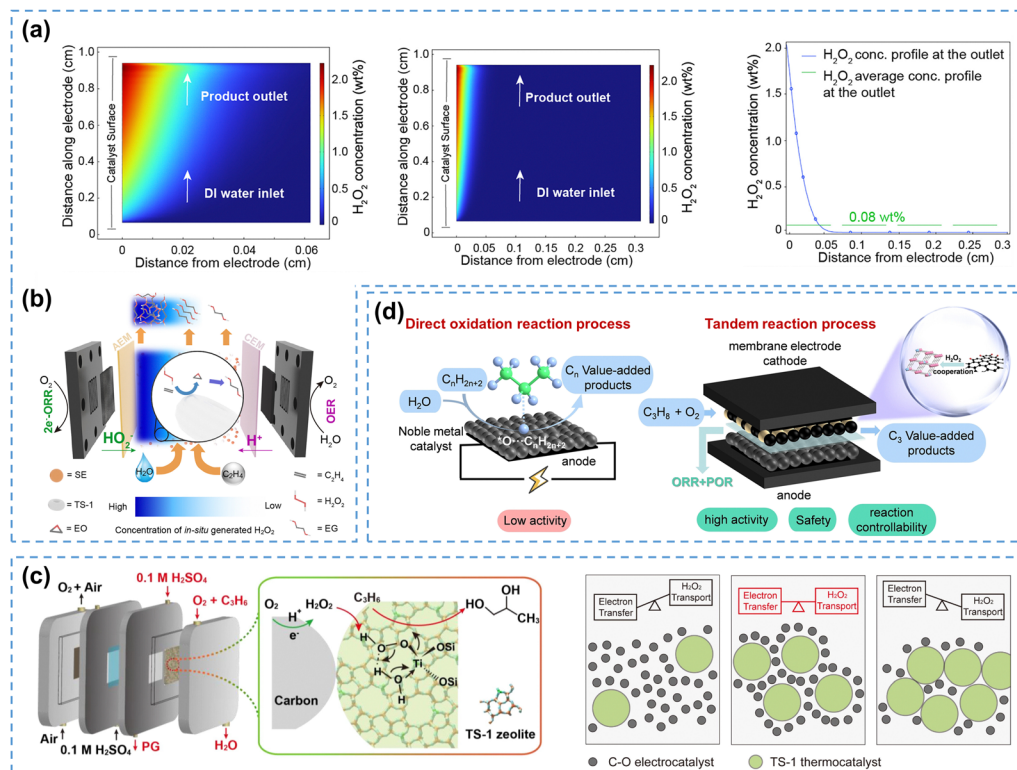 (a)
Distance along electrode (cm)
1.0
0.8
0.6
0.4
0.2
0
Catalyst Surface
Product outlet
DI water inlet
0
0.02
0.04
0.06
Distance from electrode (cm)
2.0
1.5
1.0
0.5
0
H2O2 concentration (wt%)
Distance along electrode (cm)
1.0
0.8
0.6
0.4
0.2
0
Catalyst Surface
Product outlet
DI water inlet
0
0.05
0.1
0.15
0.2
0.25
0.3
Distance from electrode (cm)
2.0
1.5
1.0
0.5
0
H2O2 concentration (wt%)
H2O2 concentration (wt%)
2.0
1.5
1.0
0.5
0
H2O2 conc. profile at the outlet
H2O2 average conc. profile
at the outlet
0.08 wt%
0
0.05
0.1
0.15
0.2
0.25
0.3
Distance from electrode (cm)
(b)
AEM
CEM
O2
2e-ORR
HO2-
H+
O2
OER
H2O
H2O
C2H4
= SE
= C2H4
= TS-1
High
Low
= H2O2
= EO
Concentration of in-situ generated H2O2
= EG
(d)
Direct oxidation reaction process
CnH2n+2
H2O
Cn Value-added
products
Noble metal
catalyst
*O···CnH2n+2
anode
Low activity
Tandem reaction process
membrane electrode
cathode
H2O2
cooperation
C3H8 + O2
C3 Value-added
products
ORR+POR
anode
high activity
Safety
reaction
controllability
(c)
O2 + Air
0.1 M H2SO4
O2 + C3H6
Air
0.1 M H2SO4
PG
H2O
O2
H+
e-
H2O2
C3H6
HO
OH
H
O
O
Ti
OSi
OSi
H
O
H
Carbon
TS-1 zeolite
Electron
Transfer
H2O2
Transport
Electron
Transfer
H2O2
Transport
Electron
Transfer
H2O2
Transport
C-O electrocatalyst
TS-1 thermocatalyst